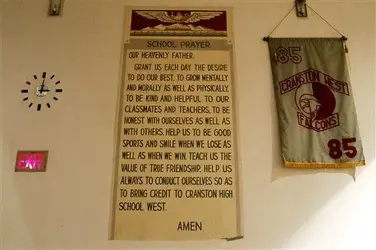 SCHOOL PRAYER
OUR HEAVENLY FATHER.
GRANT US EACH DAY THE DESIRE
TO DO OUR BEST. TO GROW MENTALLY
AND MORALLY AS WELL AS PHYSICALLY.
TO BE KIND AND HELPFUL TO OUR
CLASSMATES AND TEACHERS, TO BE
HONEST WITH OURSELVES AS WELL AS
WITH OTHERS. HELP US TO BE GOOD
SPORTS AND SMILE WHEN WE LOSE AS
WELL AS WHEN WE WIN. TEACH US THE
VALUE OF TRUE FRIENDSHIP. HELP US
ALWAYS TO CONDUCT OURSELVES SO AS
TO BRING CREDIT TO CRANSTON HIGH
SCHOOL WEST.
AMEN
85
CRANSTON WEST
FALCONS
85
EXIT